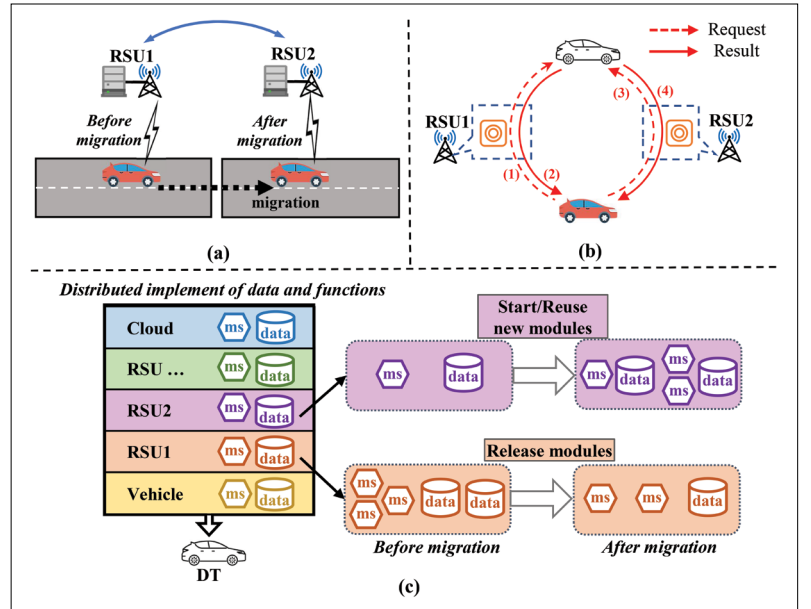 RSU1
RSU2
Before
migration
After
migration
migration
(a)
Request
Result
RSU1
RSU2
(1)
(2)
(3)
(4)
(b)
Distributed implement of data and functions
Cloud
ms
data
RSU ...
ms
data
RSU2
ms
data
RSU1
ms
data
Vehicle
ms
data
DT
Start/Reuse
new modules
ms
data
ms
data
ms
ms
data
Release modules
ms
ms
ms
data
data
ms
ms
data
Before migration
After migration
(c)